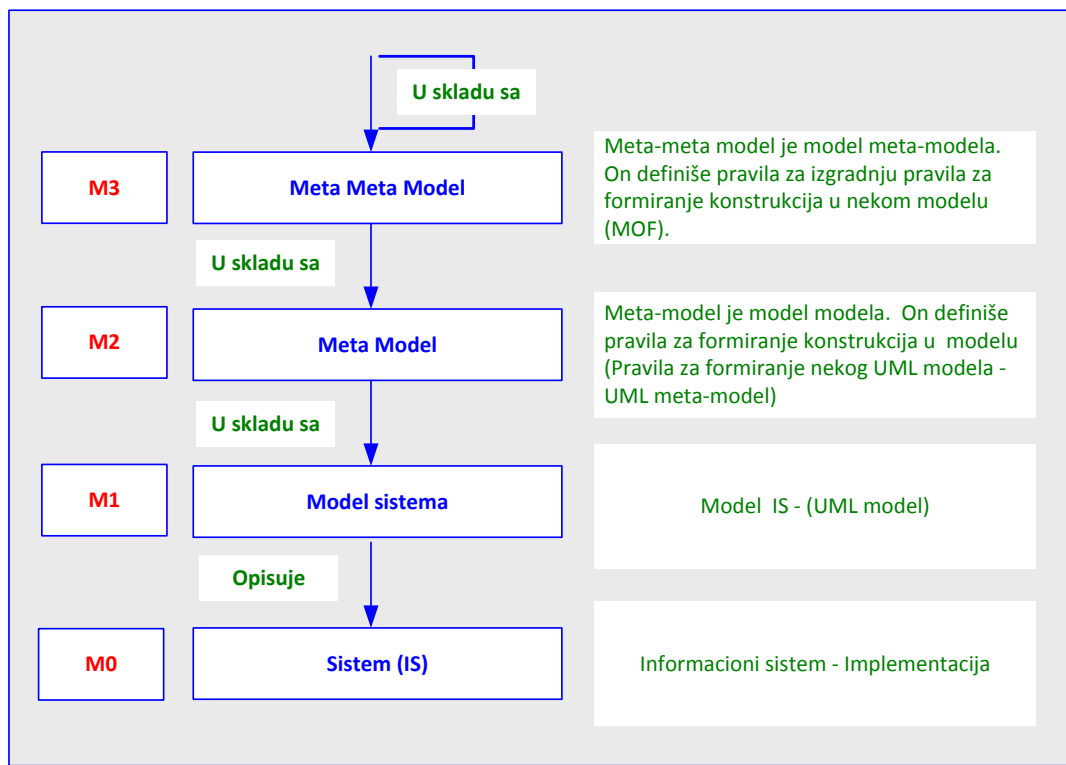 U skladu sa
M3
Meta Meta Model
Meta-meta model je model meta-modela.
On definiše pravila za izgradnju pravila za
formiranje konstrukcija u nekom modelu
(MOF).
U skladu sa
M2
Meta Model
Meta-model je model modela.  On definiše
pravila za formiranje konstrukcija u  modelu
(Pravila za formiranje nekog UML modela -
UML meta-model)
U skladu sa
M1
Model sistema
Model  IS - (UML model)
Opisuje
M0
Sistem (IS)
Informacioni sistem - Implementacija